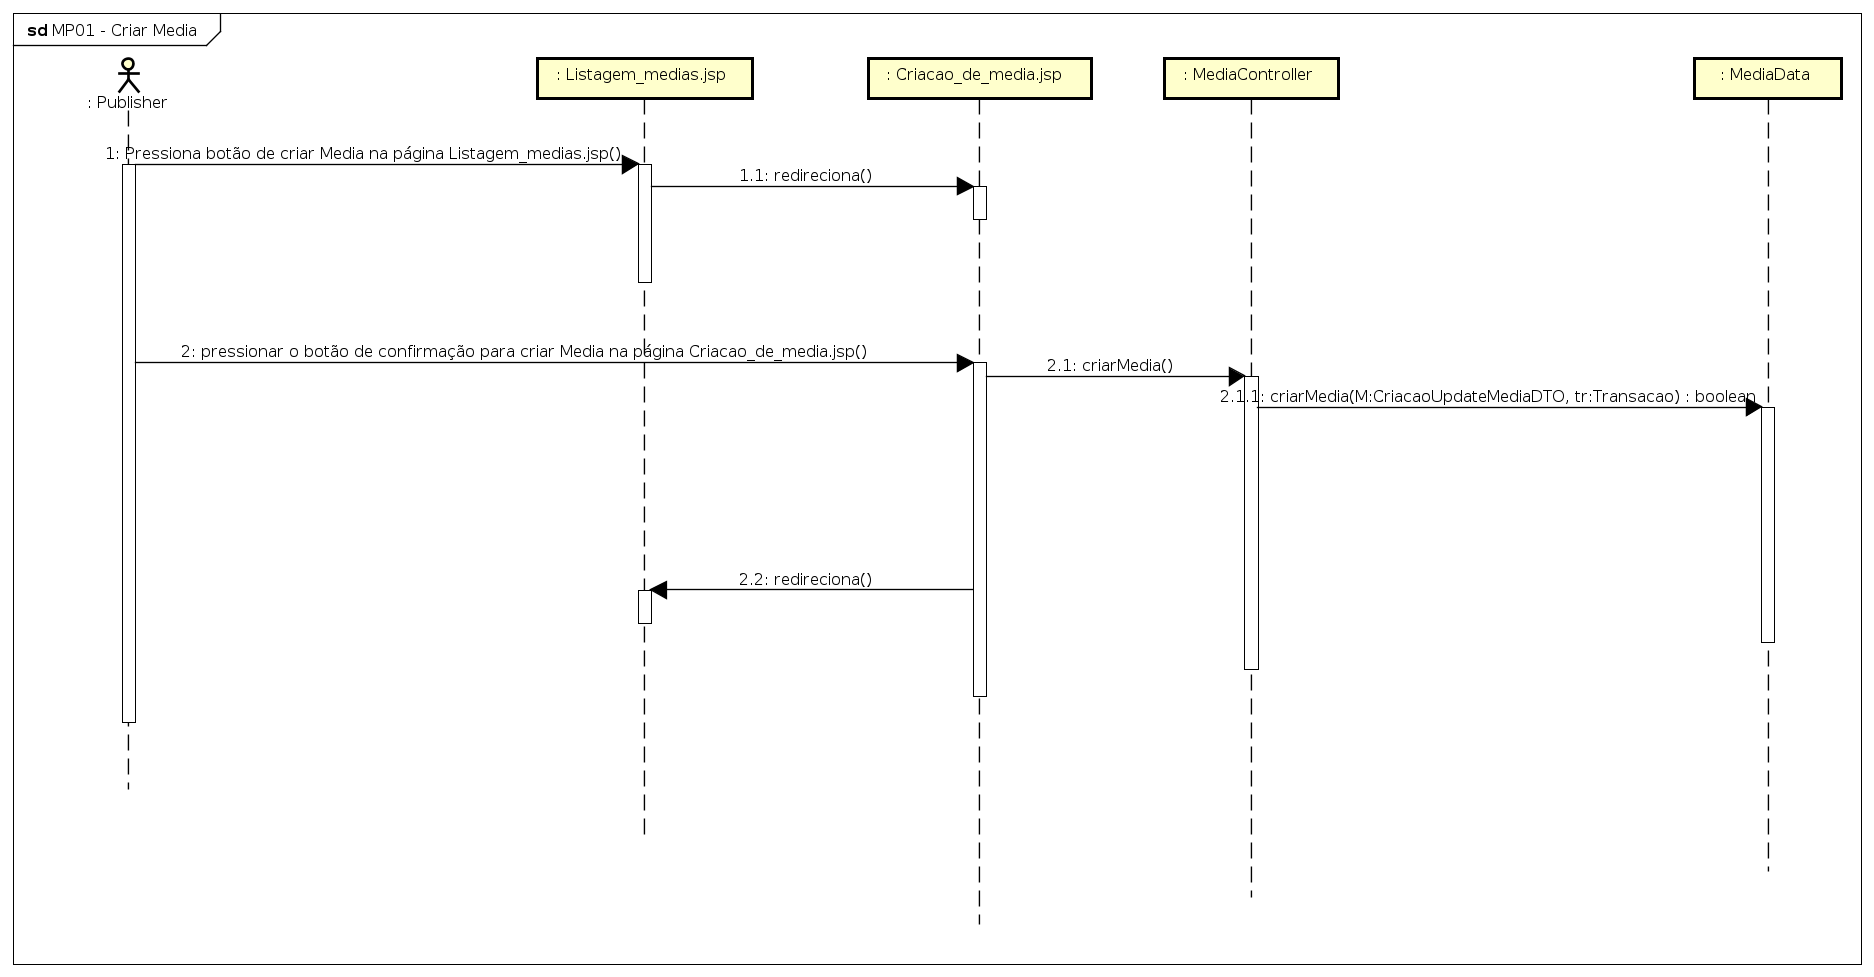 sd MP01 - Criar Media
: Publisher
: Listagem_medias.jsp
: Criacao_de_media.jsp
: MediaController
: MediaData
1: Pressiona botão de criar Media na página Listagem_medias.jsp()
1.1: redireciona()
2: pressionar o botão de confirmação para criar Media na página Criacao_de_media.jsp()
2.1: criarMedia()
2.1.1: criarMedia(M:CriacaoUpdateMediaDTO, tr:Transacao) : boolean
2.2: redireciona()